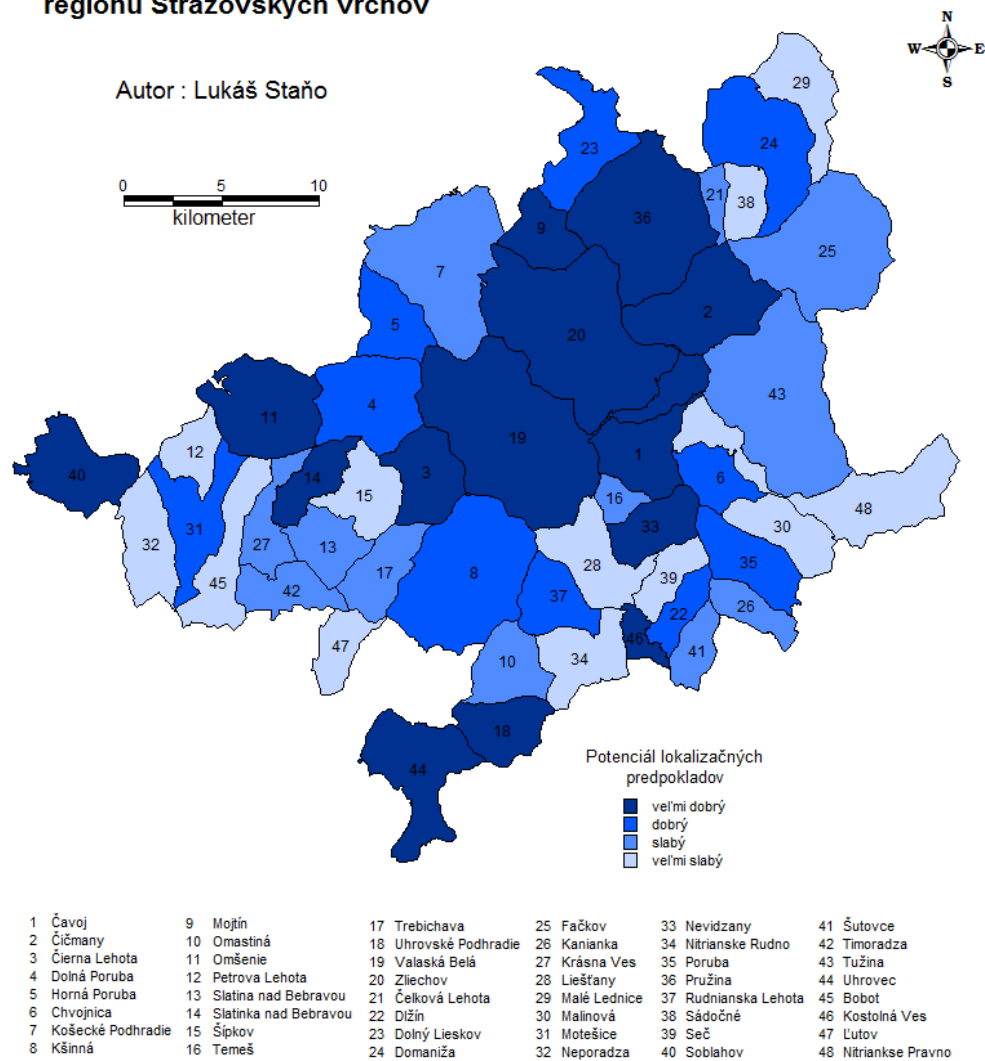 regiónu Strážovských vrchov
Autor : Lukáš Staňo
N
W E
S
0 5 10
kilometer
29
24
23
21
38
36
9
25
7
2
5
20
43
4
11
19
12
40
14
3
1
6
15
16
48
31
33
30
32
27
13
28
35
45
17
8
39
42
37
26
22
46
41
47
10
34
18
44
Potenciál lokalizačných
predpokladov
veľmi dobrý
dobrý
slabý
veľmi slabý
1 Čavoj
2 Čičmany
3 Čierna Lehota
4 Dolná Poruba
5 Horná Poruba
6 Chvojnica
7 Košecké Podhradie
8 Kšinná
9 Mojtín
10 Omastiná
11 Omšenie
12 Petrova Lehota
13 Slatina nad Bebravou
14 Slatinka nad Bebravou
15 Šípkov
16 Temeš
17 Trebichava
18 Uhrovské Podhradie
19 Valaská Belá
20 Zliechov
21 Čelková Lehota
22 Dlžín
23 Dolný Lieskov
24 Domaniža
25 Fačkov
26 Kanianka
27 Krásna Ves
28 Liešťany
29 Malé Lednice
30 Malinová
31 Motešice
32 Neporadza
33 Nevidzany
34 Nitrianske Rudno
35 Poruba
36 Pružina
37 Rudnianska Lehota
38 Sádočné
39 Seč
40 Soblahov
41 Šutovce
42 Timoradza
43 Tužina
44 Uhrovec
45 Bobot
46 Kostolná Ves
47 Ľutov
48 Nitriankse Pravno